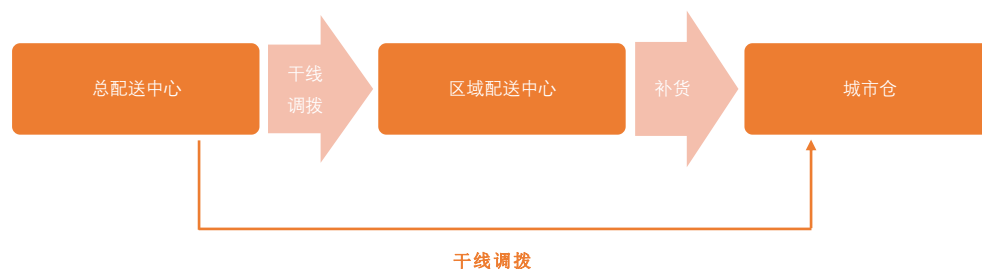 总配送中心
干线
调拨
区域配送中心
补货
城市仓
干线调拨